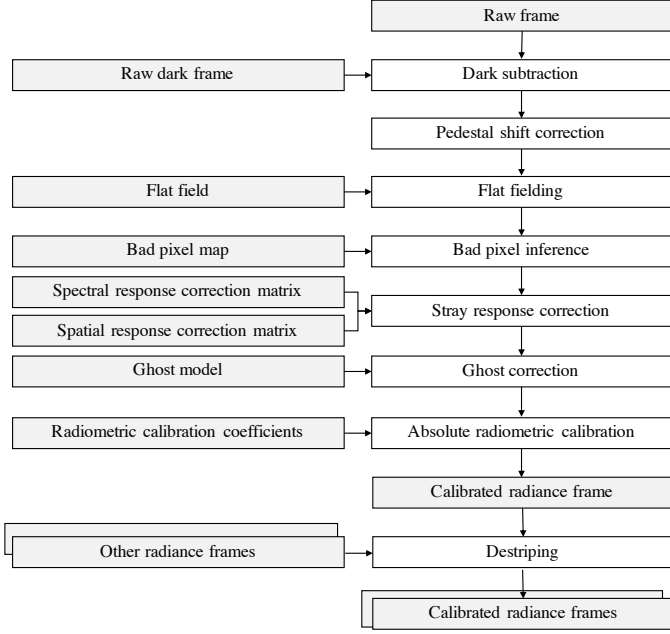 Raw frame
Raw dark frame
Dark subtraction
Pedestal shift correction
Flat field
Flat fielding
Bad pixel map
Bad pixel inference
Spectral response correction matrix
Stray response correction
Spatial response correction matrix
Ghost model
Ghost correction
Radiometric calibration coefficients
Absolute radiometric calibration
Calibrated radiance frame
Other radiance frames
Destriping
Calibrated radiance frames